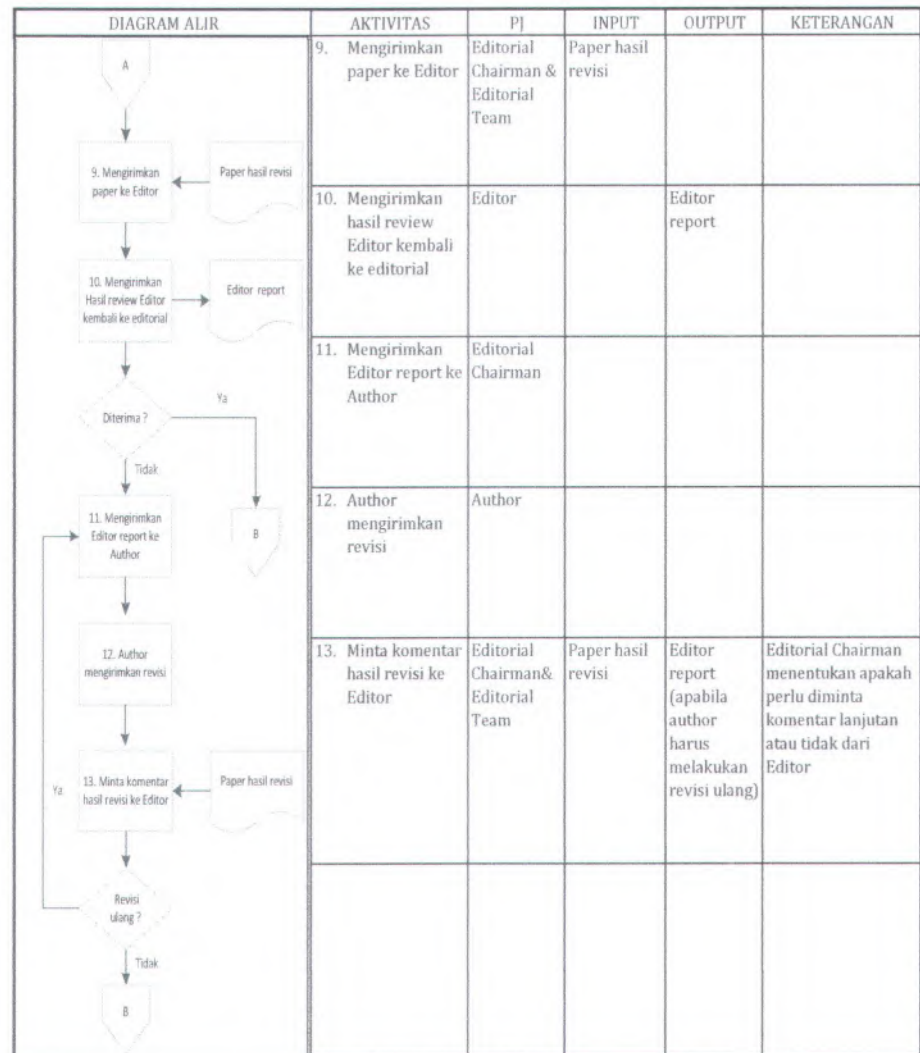 DIAGRAM ALIR
A
9. Mengirimkan
paper ke Editor
Paper hasil revisi
10. Mengirimkan
Hasil review Editor
kembali ke editorial
Editor report
Diterima ?
Ya
Tidak
11. Mengirimkan
Editor report ke
Author
B
12. Author
mengirimkan revisi
13. Minta komentar
hasil revisi ke Editor
Paper hasil revisi
Ya
Revisi
ulang ?
Tidak
B
AKTIVITAS PJ INPUT OUTPUT KETERANGAN
9. Mengirimkan
paper ke Editor
Editorial
Chairman &
Editorial
Team
Paper hasil
revisi
10. Mengirimkan
hasil review
Editor kembali
ke editorial
Editor
Editor
report
11. Mengirimkan
Editor report ke
Author
Editorial
Chairman
12. Author
mengirimkan
revisi
Author
13. Minta komentar
hasil revisi ke
Editor
Editorial
Chairman&
Editorial
Team
Paper hasil
revisi
Editor
report
(apabila
author
harus
melakukan
revisi ulang)
Editorial Chairman
menentukan apakah
perlu diminta
komentar lanjutan
atau tidak dari
Editor